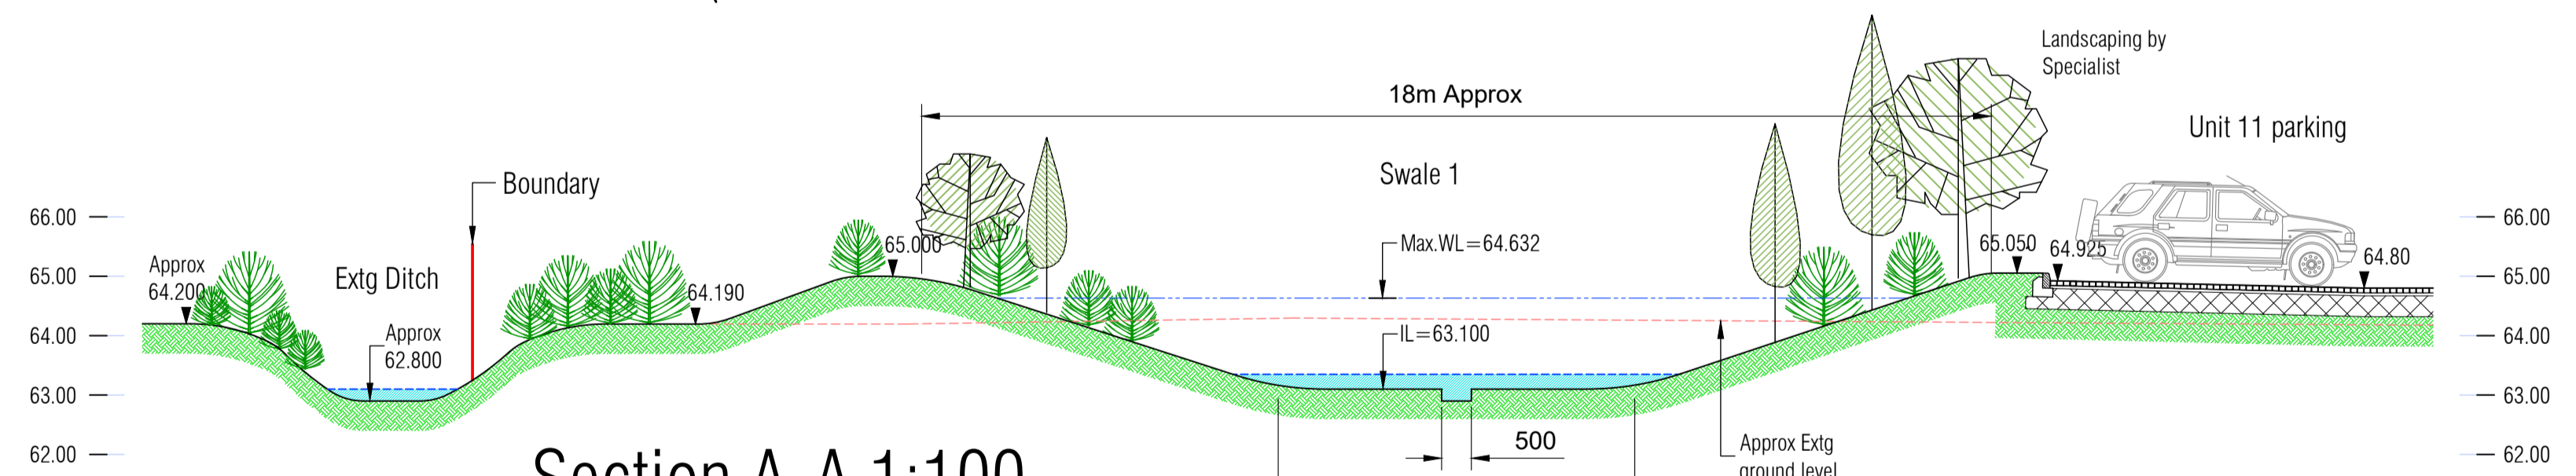 Landscaping by
Specialist
18m Approx
Unit 11 parking
Swale 1
Boundary
66.00
66.00
65.000
Max.WL=64.632
65.050
64.925
64.80
Approx
64.200
Extg Ditch
65.00
65.00
64.190
Approx
62.800
IL=63.100
64.00
64.00
63.00
63.00
500
Approx Extg
ground level
62.00
62.00
Section A-A 1:100